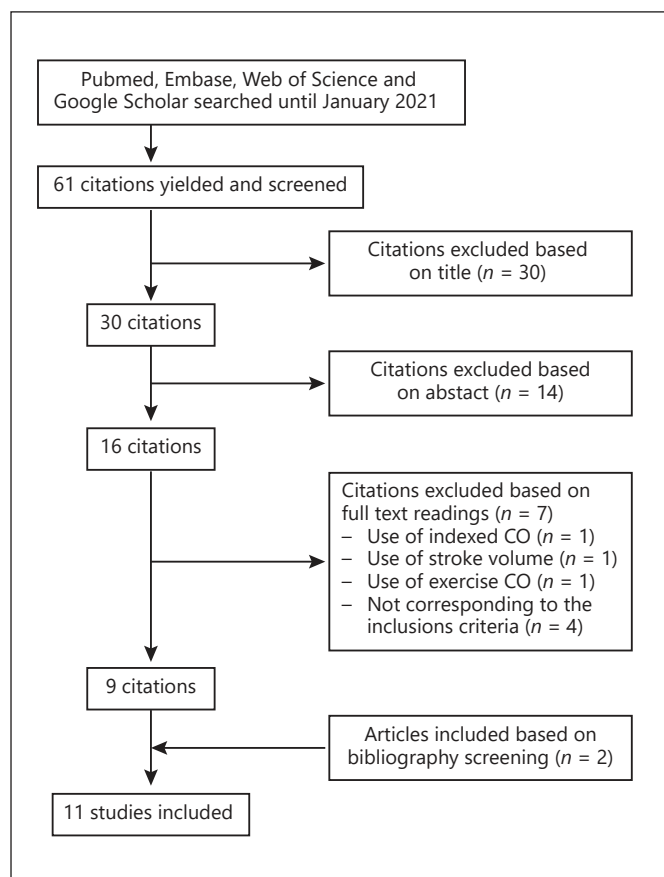 Pubmed, Embase, Web of Science and
Google Scholar searched until January 2021
61 citations yielded and screened
Citations excluded based
on title (n = 30)
30 citations
Citations excluded based
on abstact (n = 14)
16 citations
Citations excluded based on
full text readings (n = 7)
– Use of indexed CO (n = 1)
– Use of stroke volume (n = 1)
– Use of exercise CO (n = 1)
– Not corresponding to the
inclusions criteria (n = 4)
9 citations
Articles included based on
bibliography screening (n = 2)
11 studies included